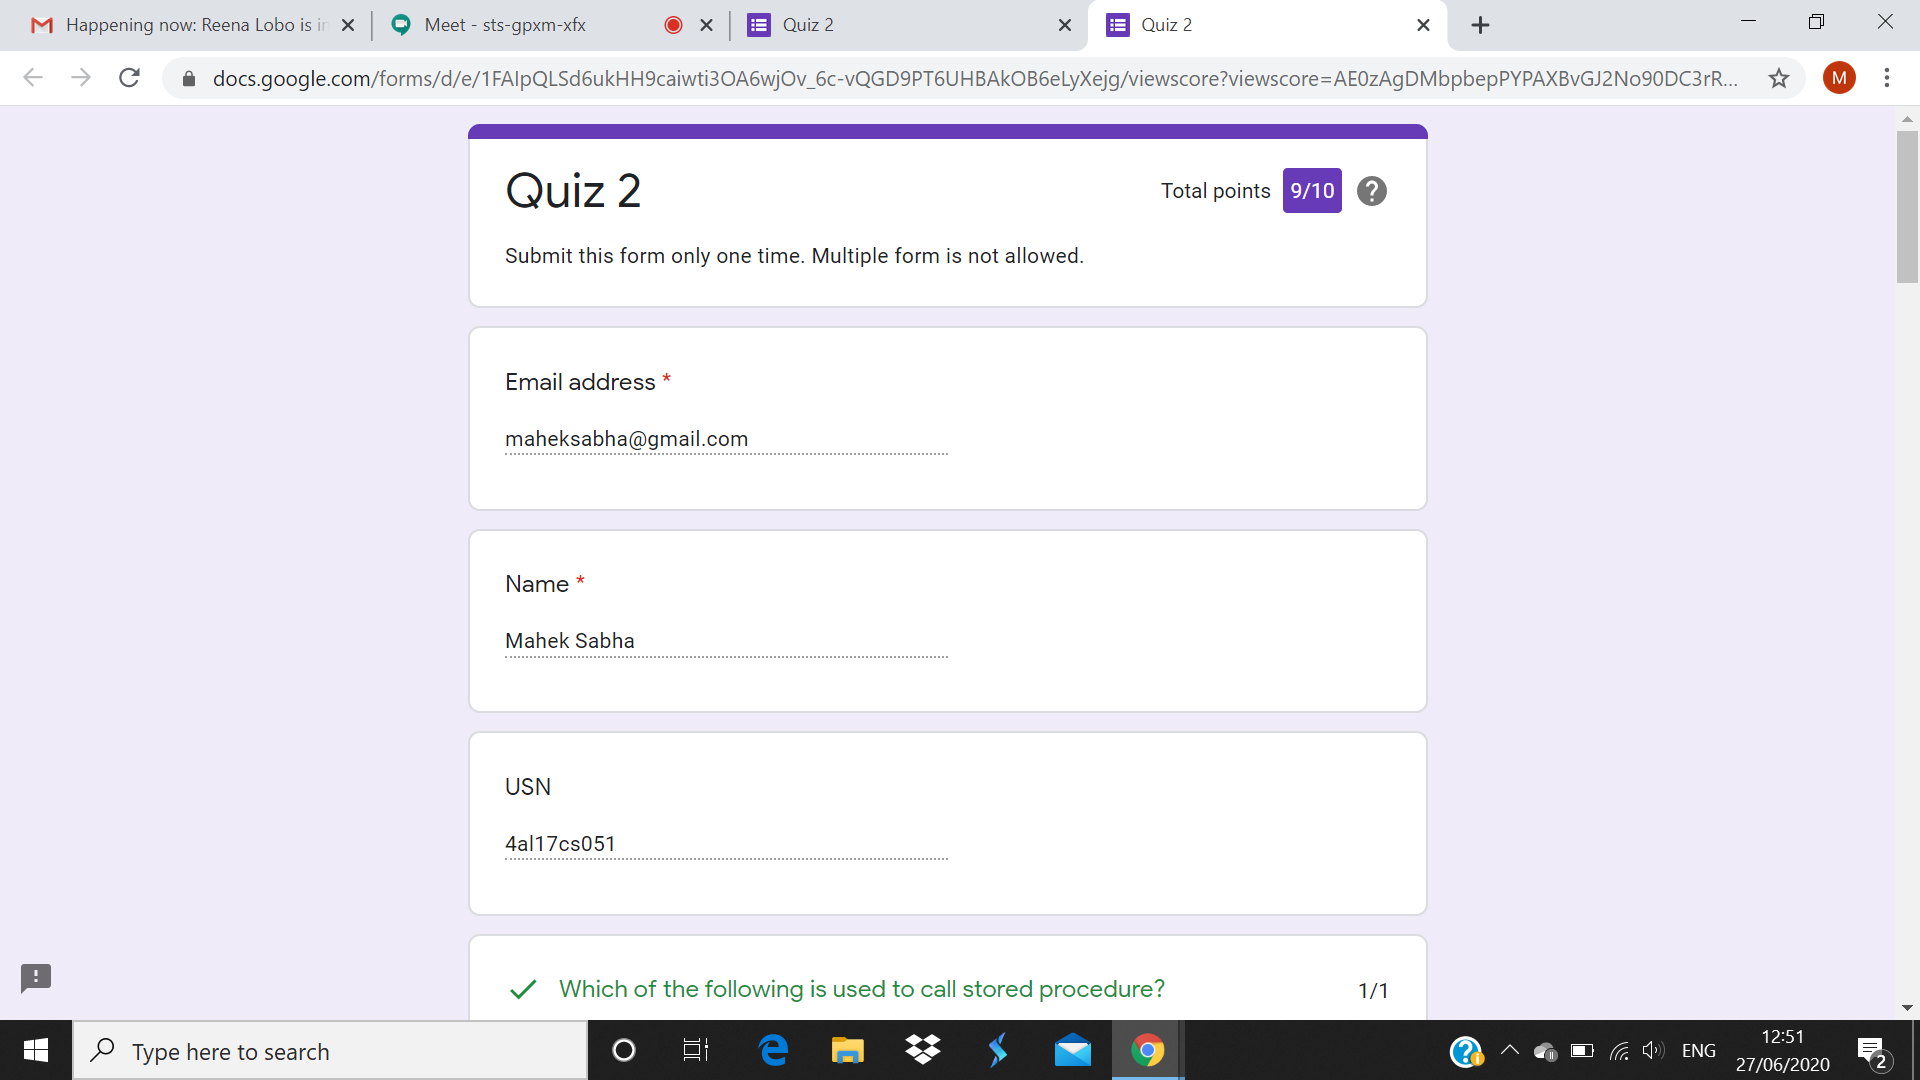 Happening now: Reena Lobo is in
Meet - sts-gpxm-xfx
Quiz 2
Quiz 2
docs.google.com/forms/d/e/1FAIpQLSd6ukHH9caiwti3OA6wjOv_6c-vQGD9PT6UHBAkOB6eLyXejg/viewscore?viewscore=AE0zAgDMbpbepPYPAXBvGJ2No90DC3rR...
M
Quiz 2
Total points 9/10
Submit this form only one time. Multiple form is not allowed.
Email address *
maheksabha@gmail.com
Name *
Mahek Sabha
USN
4al17cs051
Which of the following is used to call stored procedure?
1/1
Type here to search
ENG
12:51
27/06/2020
2